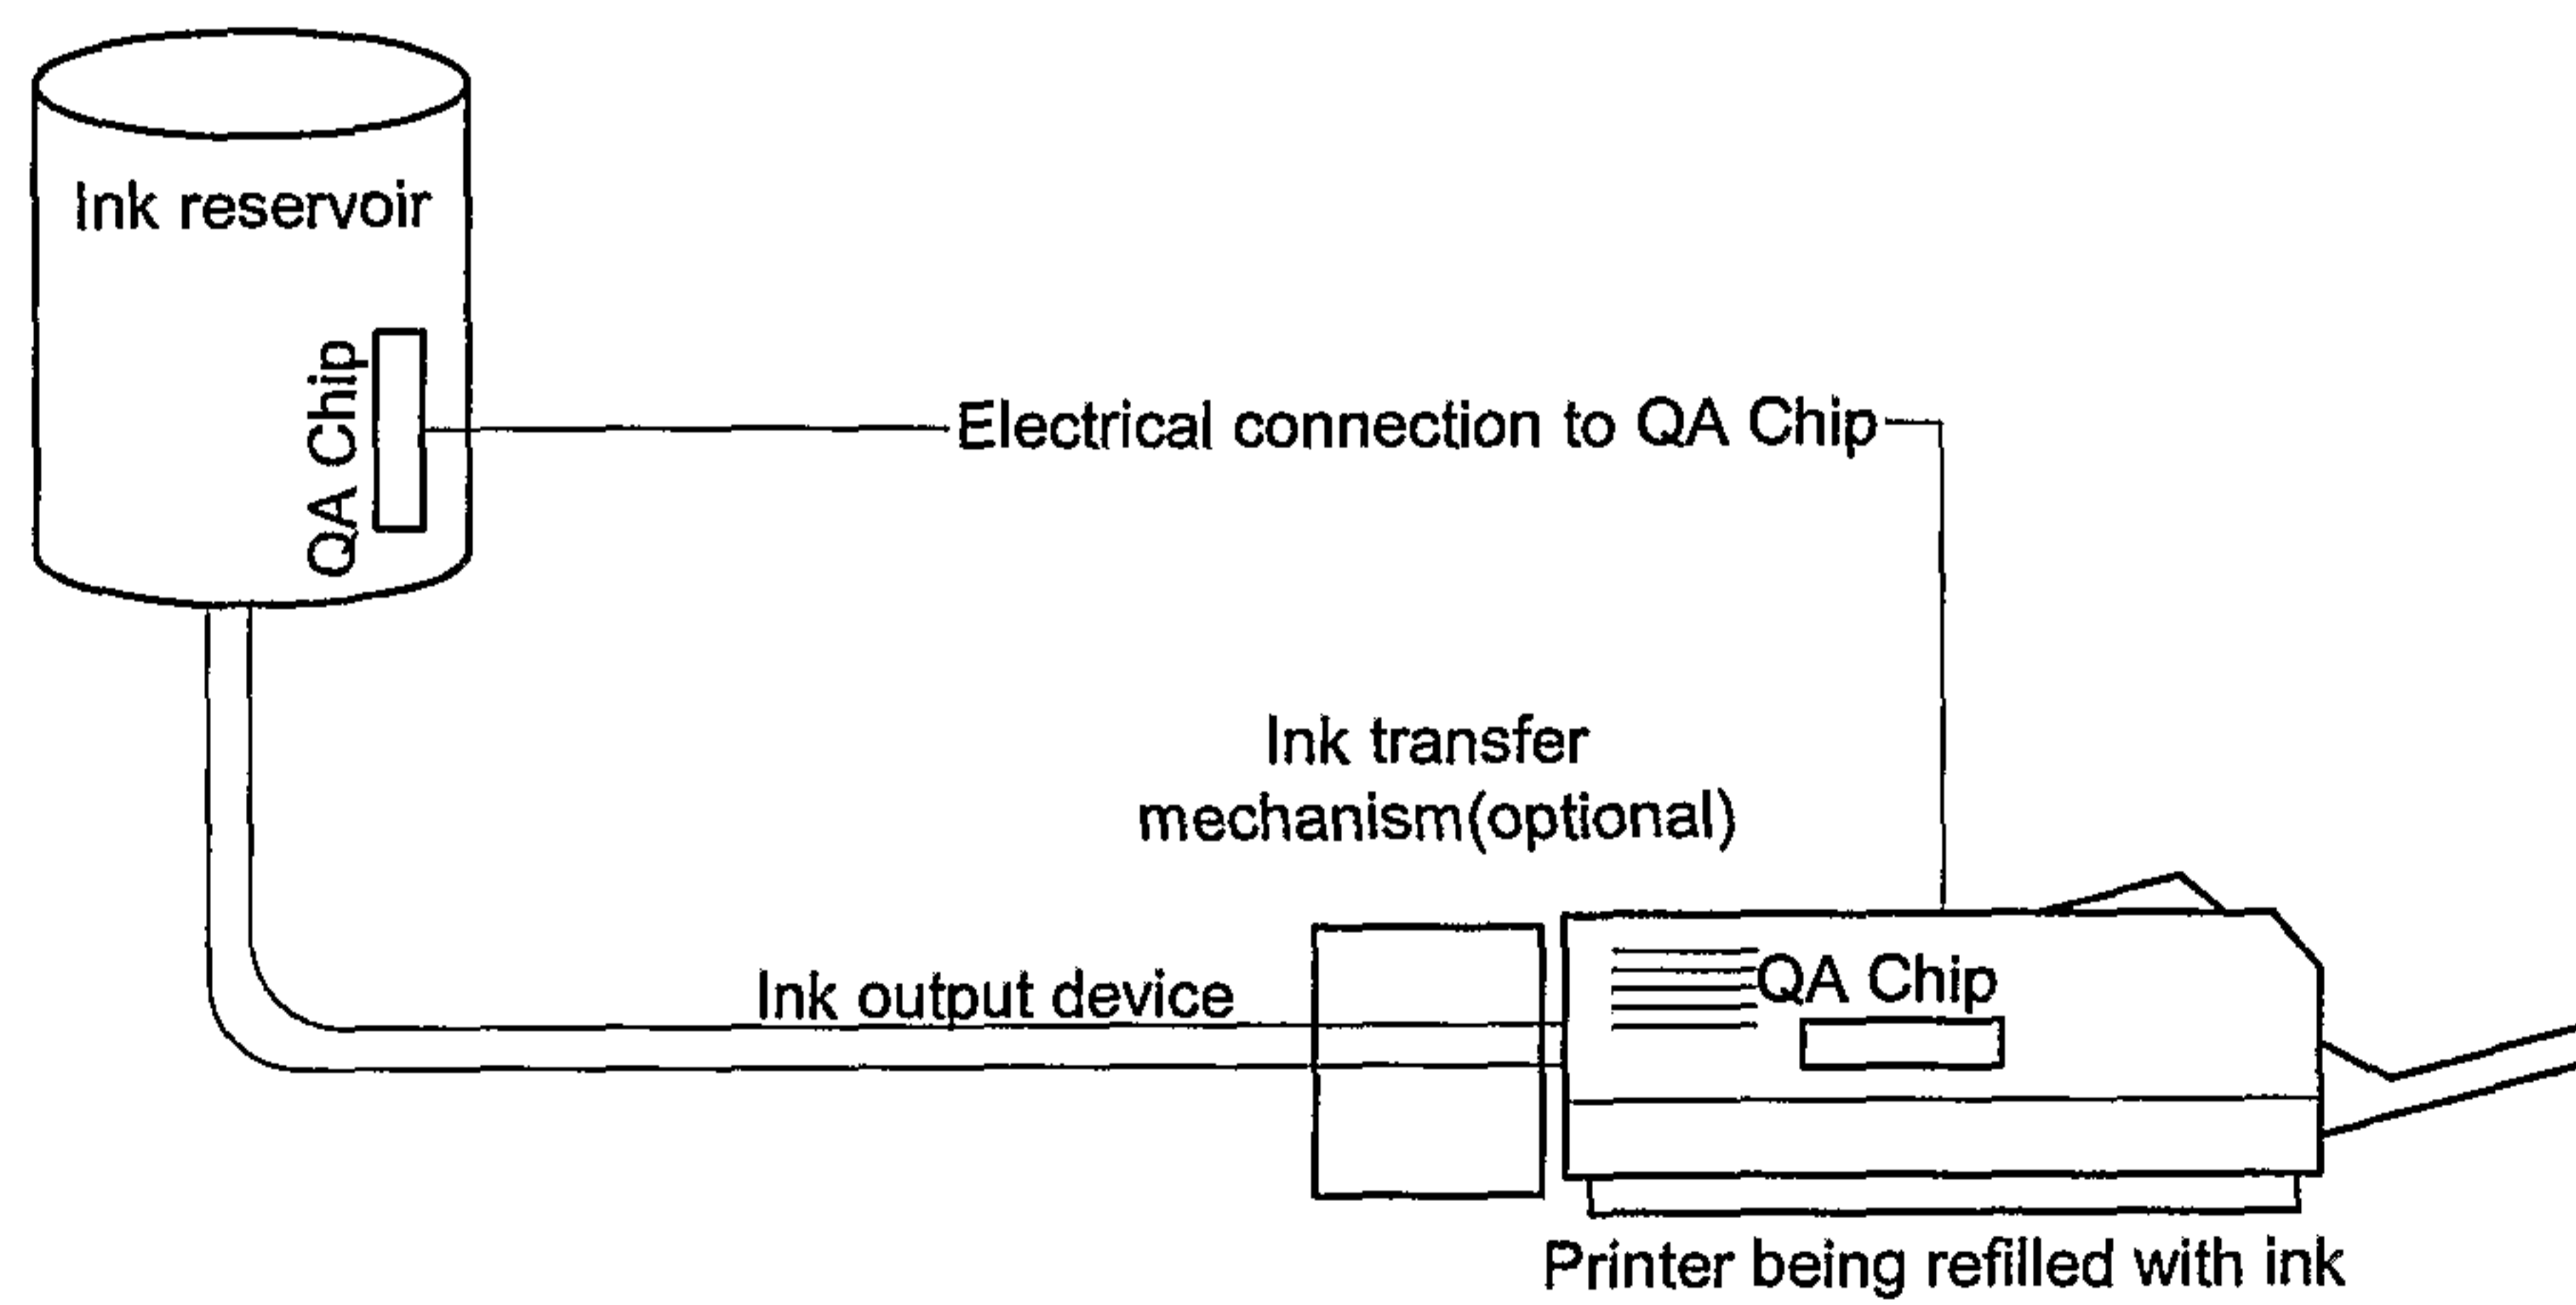 Ink reservoir
QA Chip
Electrical connection to QA Chip
Ink transfer
mechanism(optional)
Ink output device
QA Chip
Printer being refilled with ink